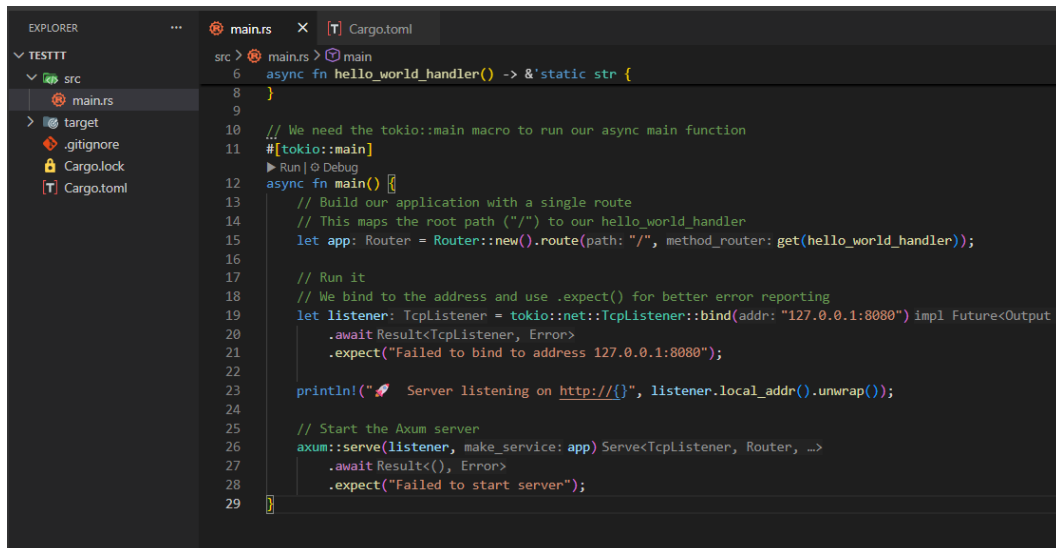 EXPLORER ...
main.rs X [T] Cargo.toml
TESTTT
src > main.rs > main
src
main.rs
target
.gitignore
Cargo.lock
[T] Cargo.toml
6 async fn hello_world_handler() -> &'static str {
8 }
9
10 // We need the tokio::main macro to run our async main function
11 #[tokio::main]
▶ Run | ⚙ Debug
12 async fn main() {
13 // Build our application with a single route
14 // This maps the root path ("/") to our hello_world_handler
15 let app: Router = Router::new().route(path: "/", method_router: get(hello_world_handler));
16
17 // Run it
18 // We bind to the address and use .expect() for better error reporting
19 let listener: TcpListener = tokio::net::TcpListener::bind(addr: "127.0.0.1:8080") impl Future<Output
20 .await Result<TcpListener, Error>
21 .expect("Failed to bind to address 127.0.0.1:8080");
22
23 println!("🚀 Server listening on http://{}", listener.local_addr().unwrap());
24
25 // Start the Axum server
26 axum::serve(listener, make_service: app) Serve<TcpListener, Router, …>
27 .await Result<(), Error>
28 .expect("Failed to start server");
29 }